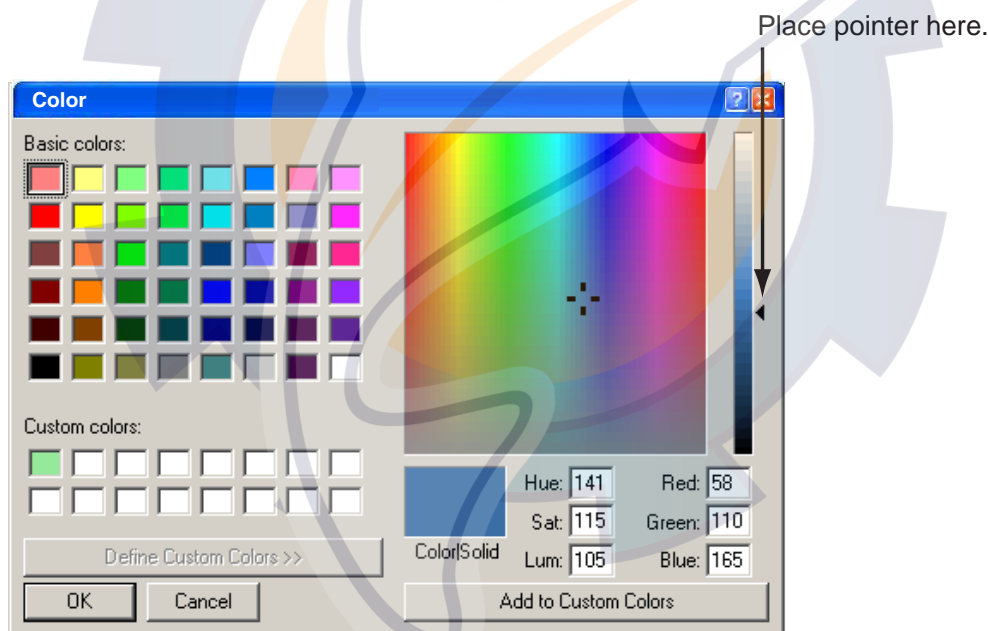 Place pointer here.
Color
Basic colors:
Custom colors:
Define Custom Colors >>
OK Cancel
Color|Solid
Hue: 141 Red: 58
Sat: 115 Green: 110
Lum: 105 Blue: 165
Add to Custom Colors